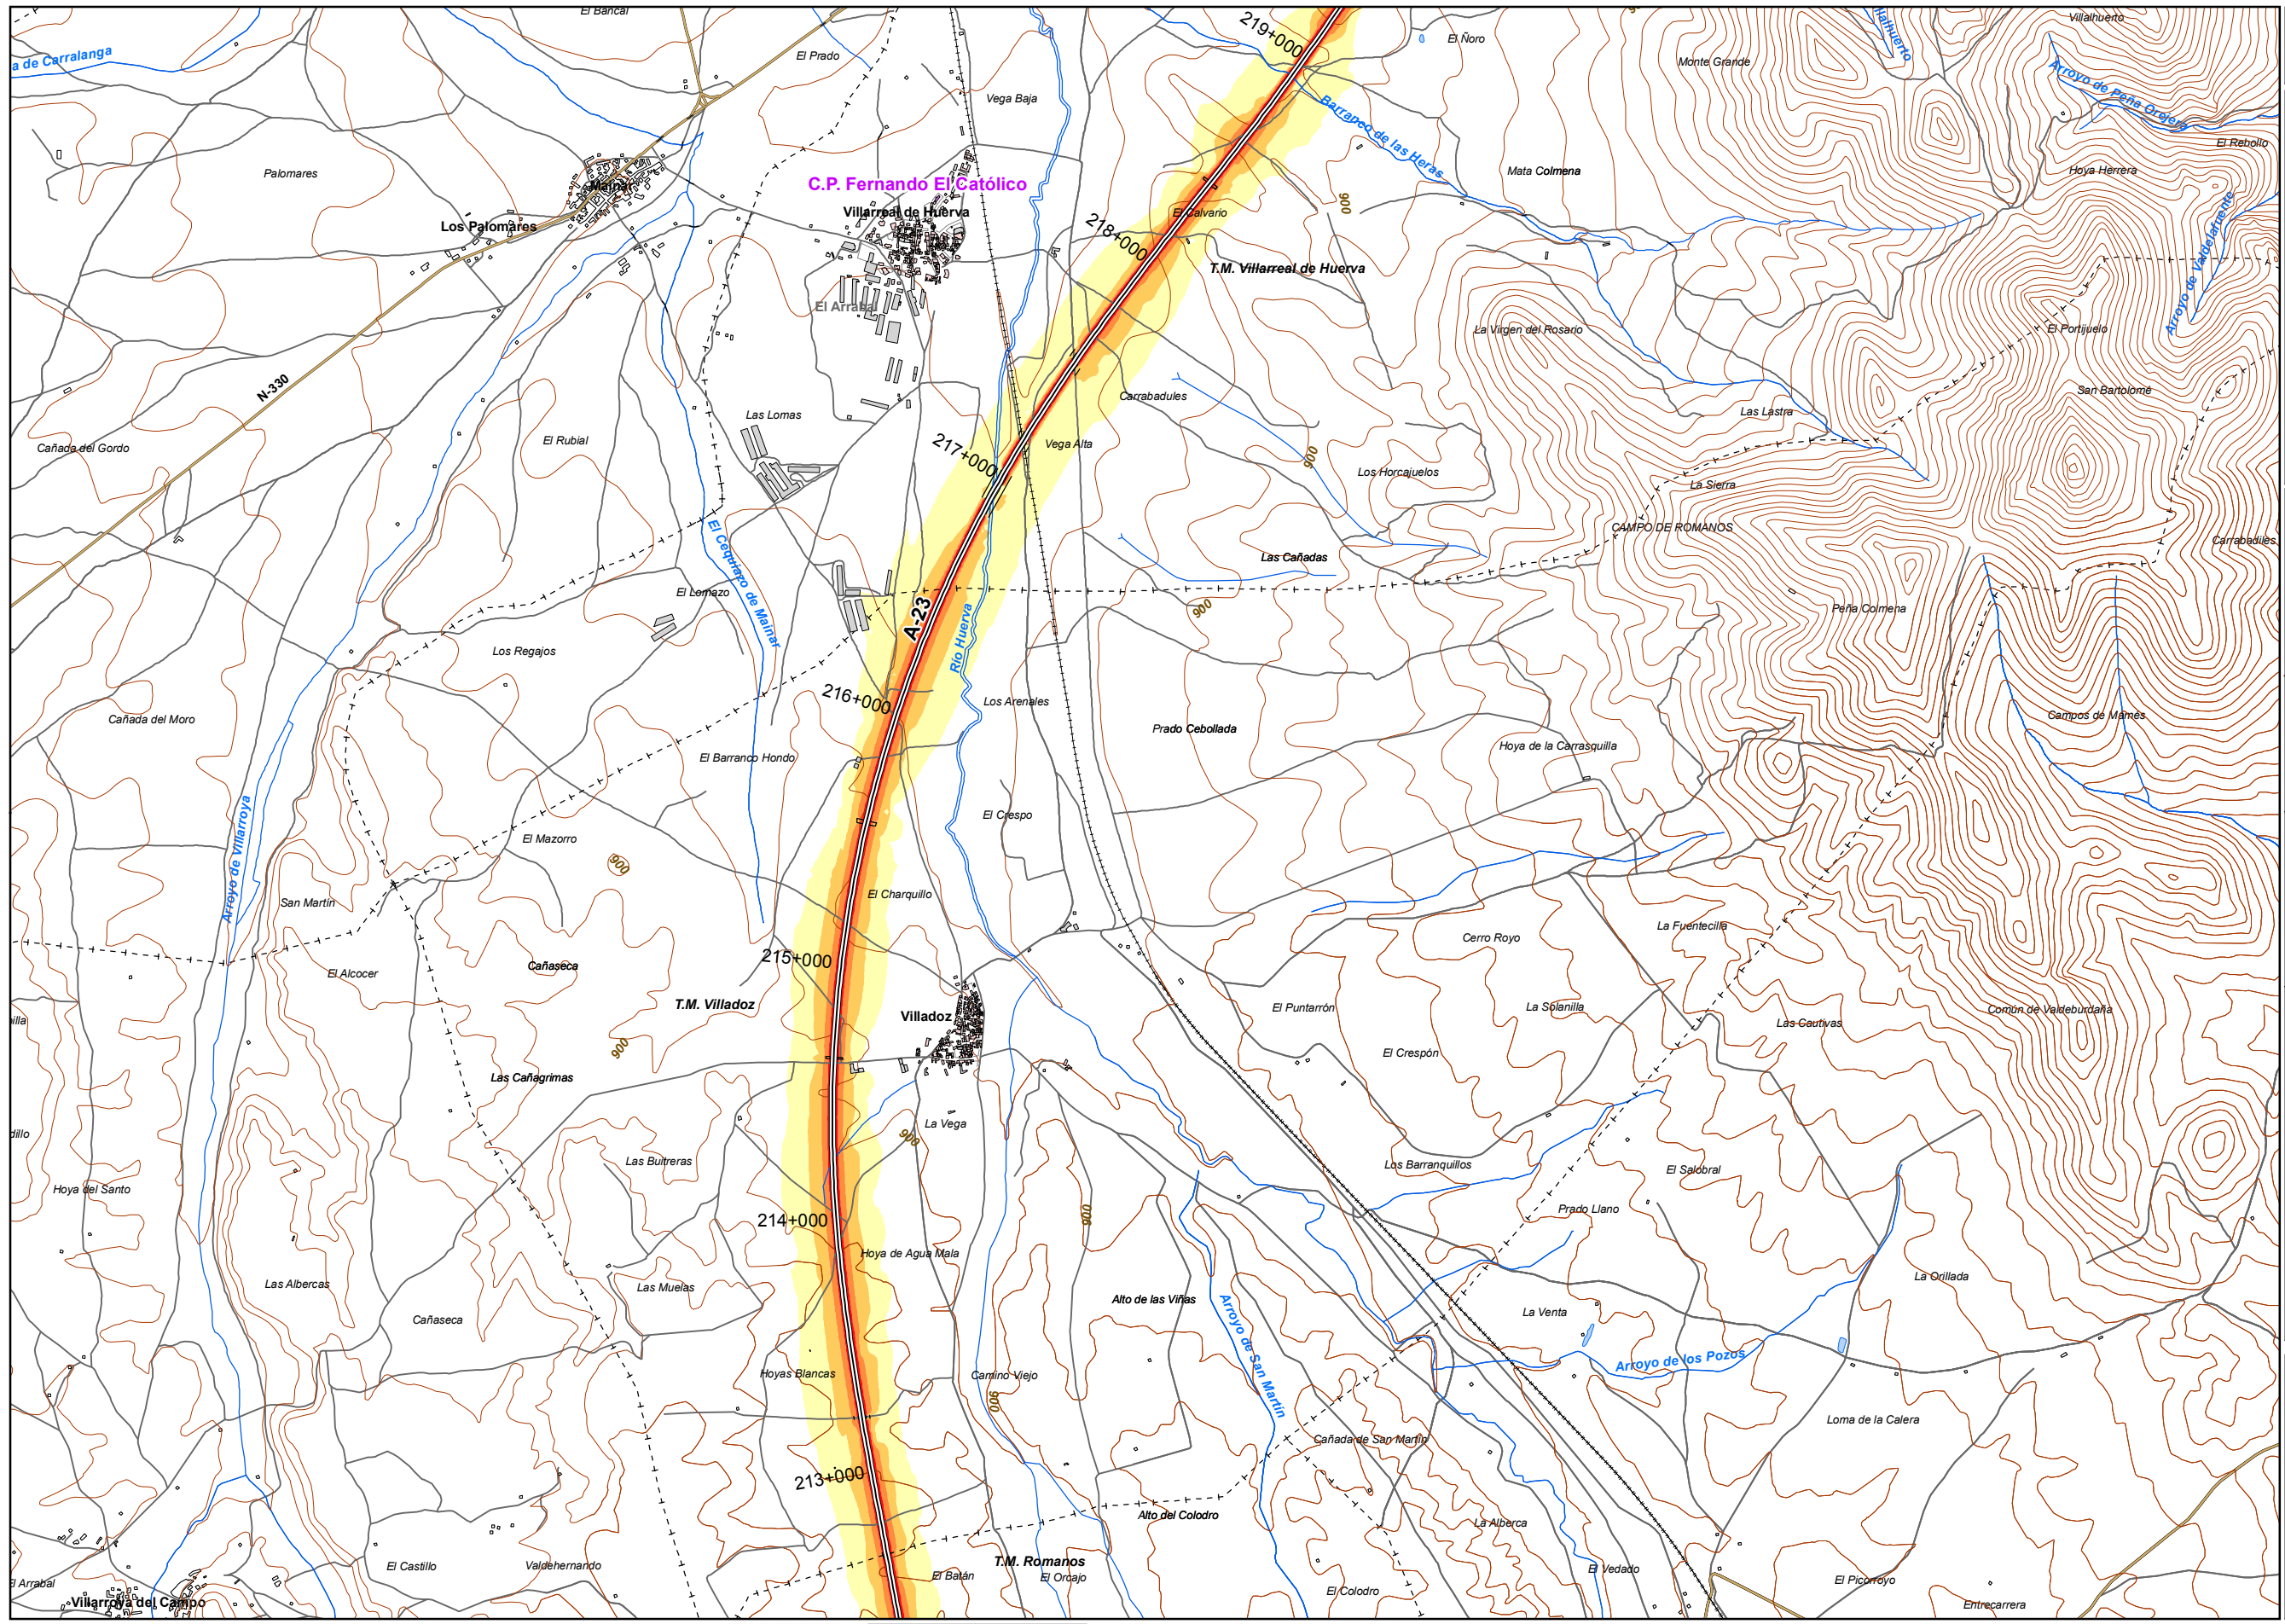 El Bancal
219+000
Villalhuerto
El Ñoro
a de Carralanga
El Prado
Monte Grande
Vega Baja
Arroyo de Peña Orejera
Barranco de las Heras
El Rebollo
Palomares
Mata Colmena
Hoya Herrera
C.P. Fernando El Católico
Mainar
900
Villarreal de Huerva
El Calvario
Los Palomares
218+000
Arroyo de Valdelafuente
T.M. Villarreal de Huerva
El Arrabal
La Virgen del Rosario
El Portijuelo
N-330
San Bartolomé
Carrabadules
Las Lomas
Las Lastra
El Rubial
217+000
Vega Alta
Cañada del Gordo
900
Los Horcajuelos
La Sierra
CAMPO DE ROMANOS
El Cequiazo de Mainar
Carrabadiles
Las Cañadas
El Lomazo
A-23
900
Peña Colmena
Río Huerva
Los Regajos
216+000
Los Arenales
Cañada del Moro
Prado Cebollada
Campos de Mames
Hoya de la Carrasquilla
El Barranco Hondo
El Crespo
El Mazorro
Arroyo de Villarroya
900
El Charquillo
San Martín
La Fuentecilla
Cerro Royo
215+000
Cañaseca
El Alcocer
T.M. Villadoz
El Puntarrón
La Solanilla
Común de Valdeburdaña
Villadoz
illa
Las Cautivas
900
El Crespón
Las Cañagrimas
La Vega
dillo
900
Las Buitreras
Los Barranquillos
El Salobral
Hoya del Santo
Prado Llano
214+000
900
Hoya de Agua Mala
La Orillada
Las Albercas
Las Muelas
Alto de las Viñas
La Venta
Cañaseca
Arroyo de San Martín
Arroyo de los Pozos
Hoyas Blancas
Camino Viejo
900
Loma de la Calera
Cañada de San Martín
213+000
Alto del Colodro
La Alberca
T.M. Romanos
El Castillo
Valdehernando
El Vedado
El Batán
El Orcajo
El Arrabal
El Picorroyo
El Colodro
Villarroya del Campo
Entrecarrera